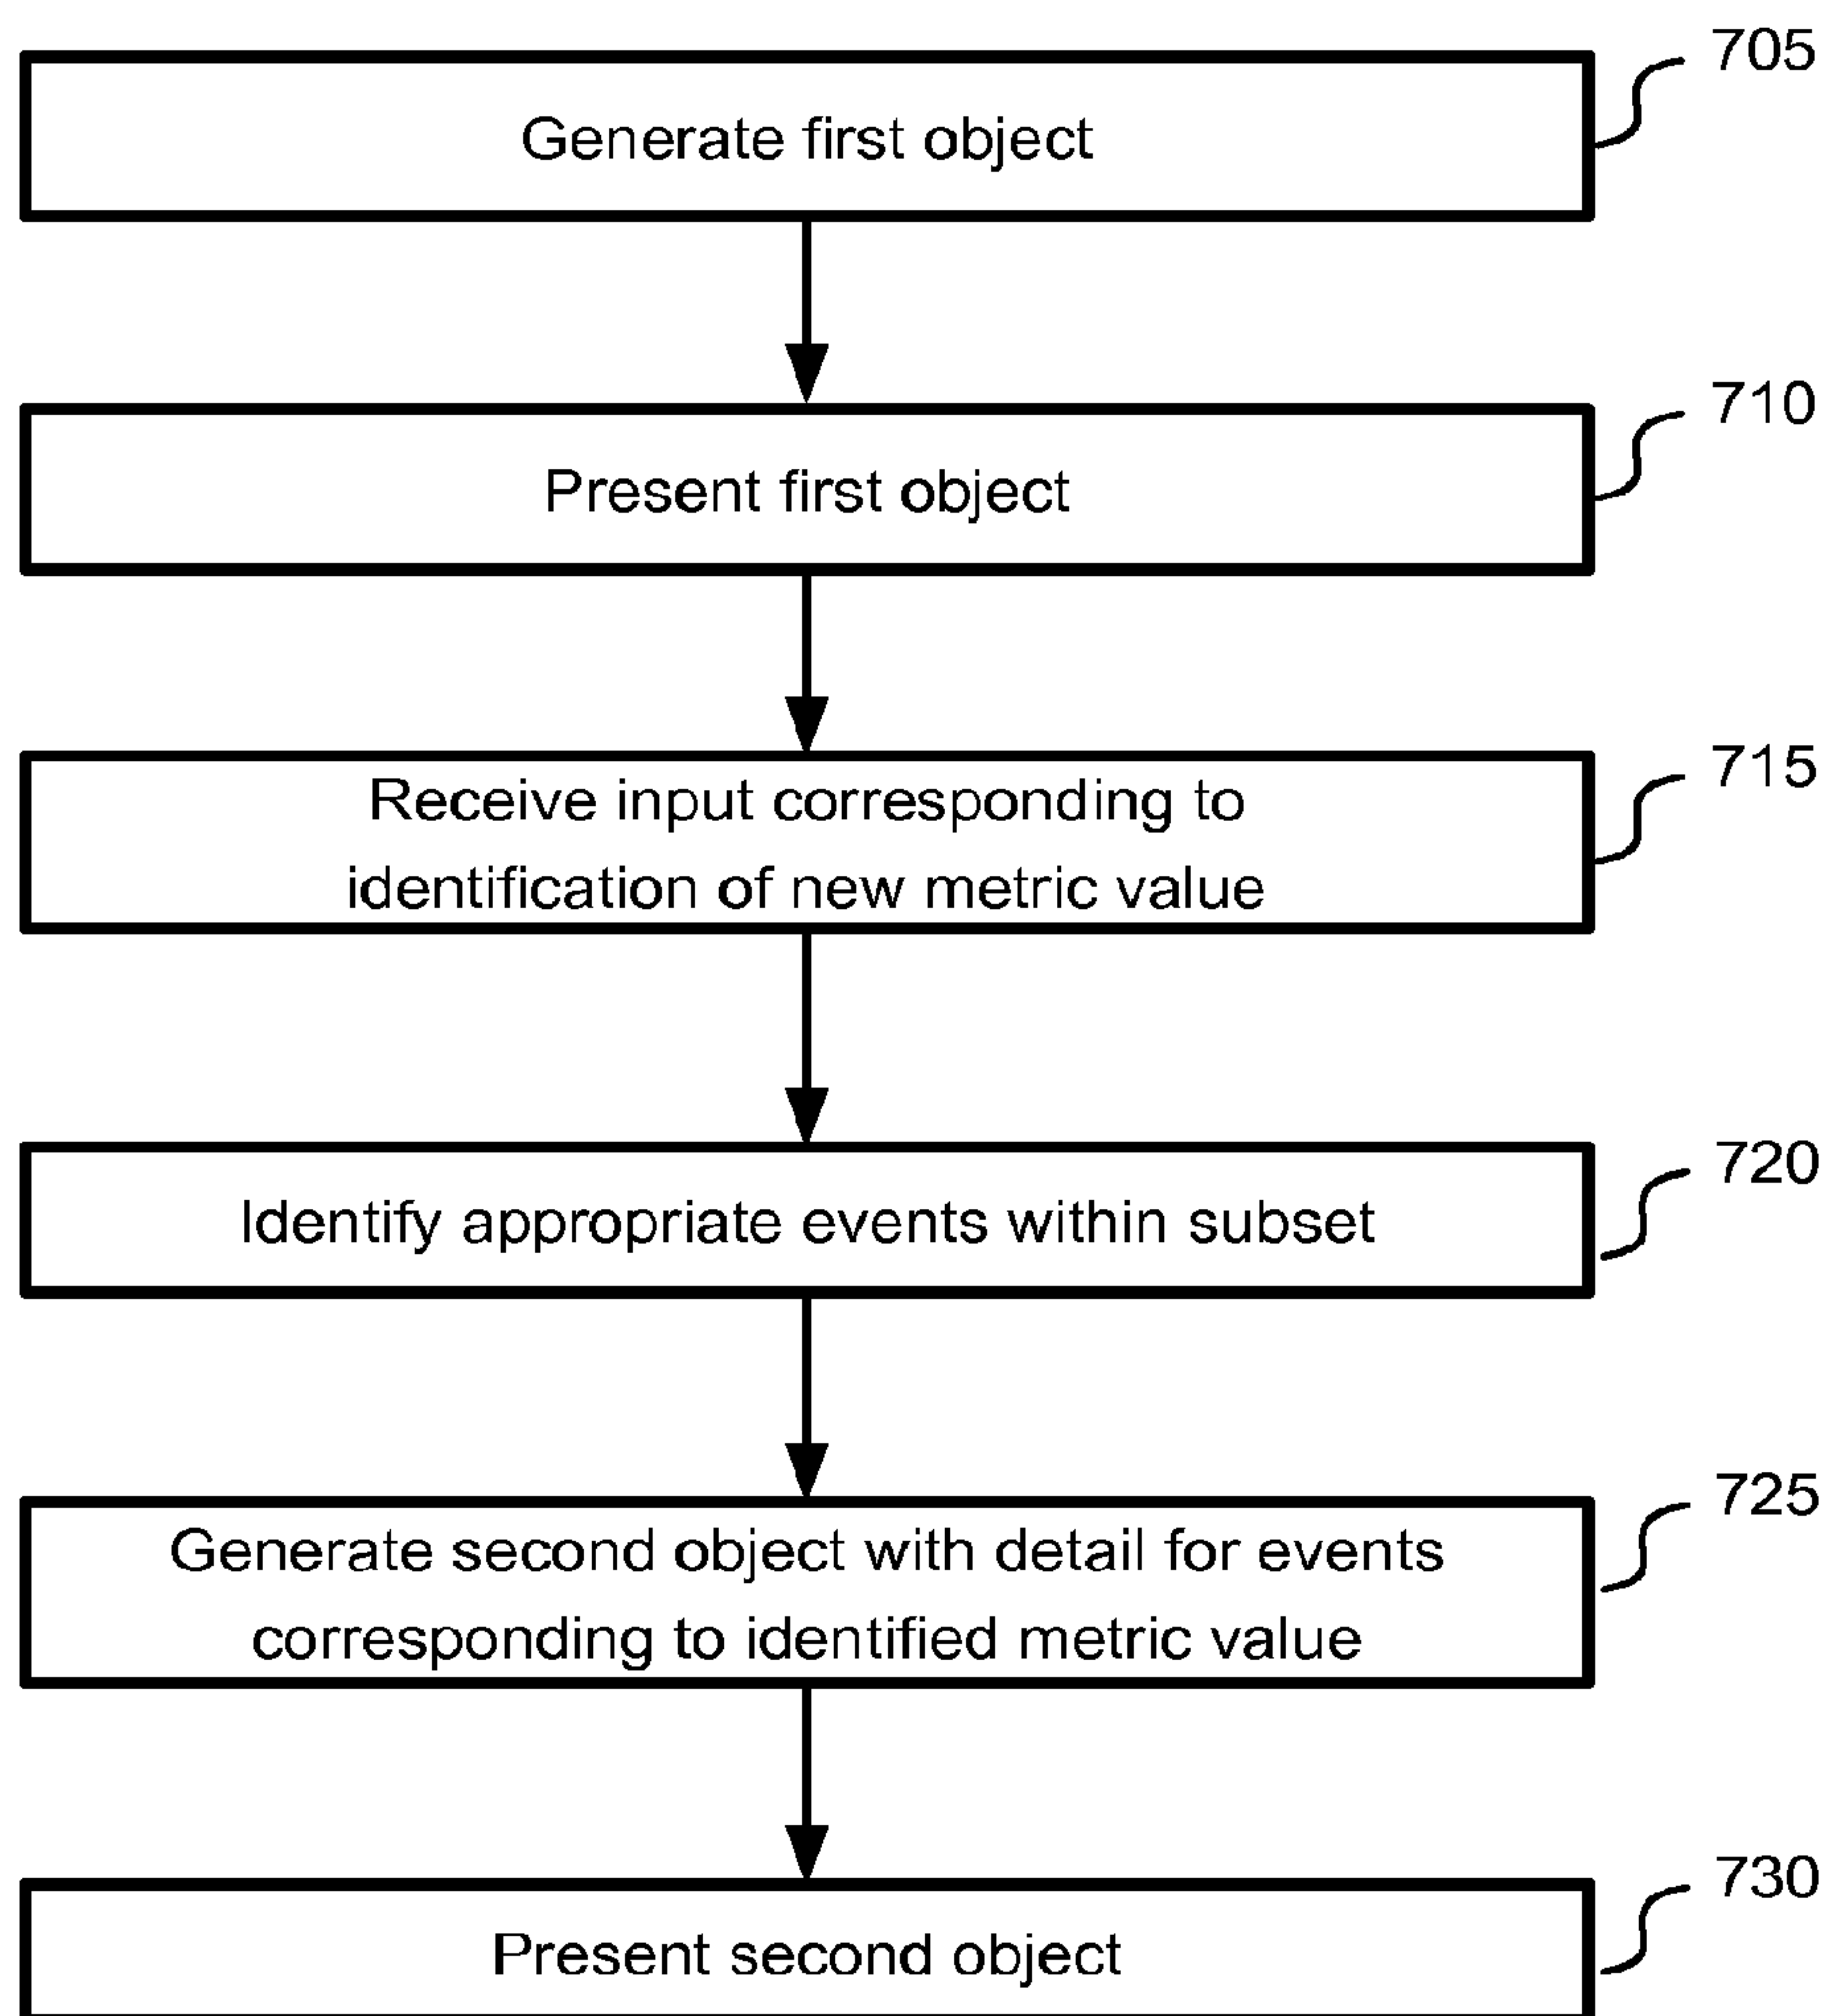 705
Generate first object
710
Present first object
715
Receive input corresponding to
identification of new metric value
720
Identify appropriate events within subset
725
Generate second object with detail for events
corresponding to identified metric value
730
Present second object